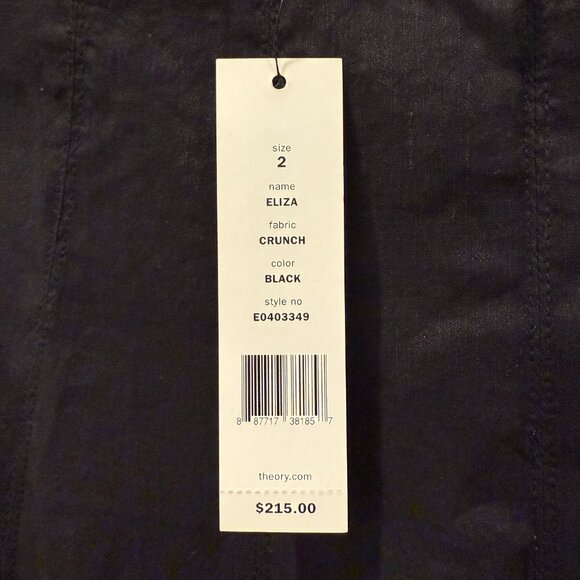 size
2
name
ELIZA
fabric
CRUNCH
color
BLACK
style no
E0403349
8 87717 38185 7
theory.com
$215.00